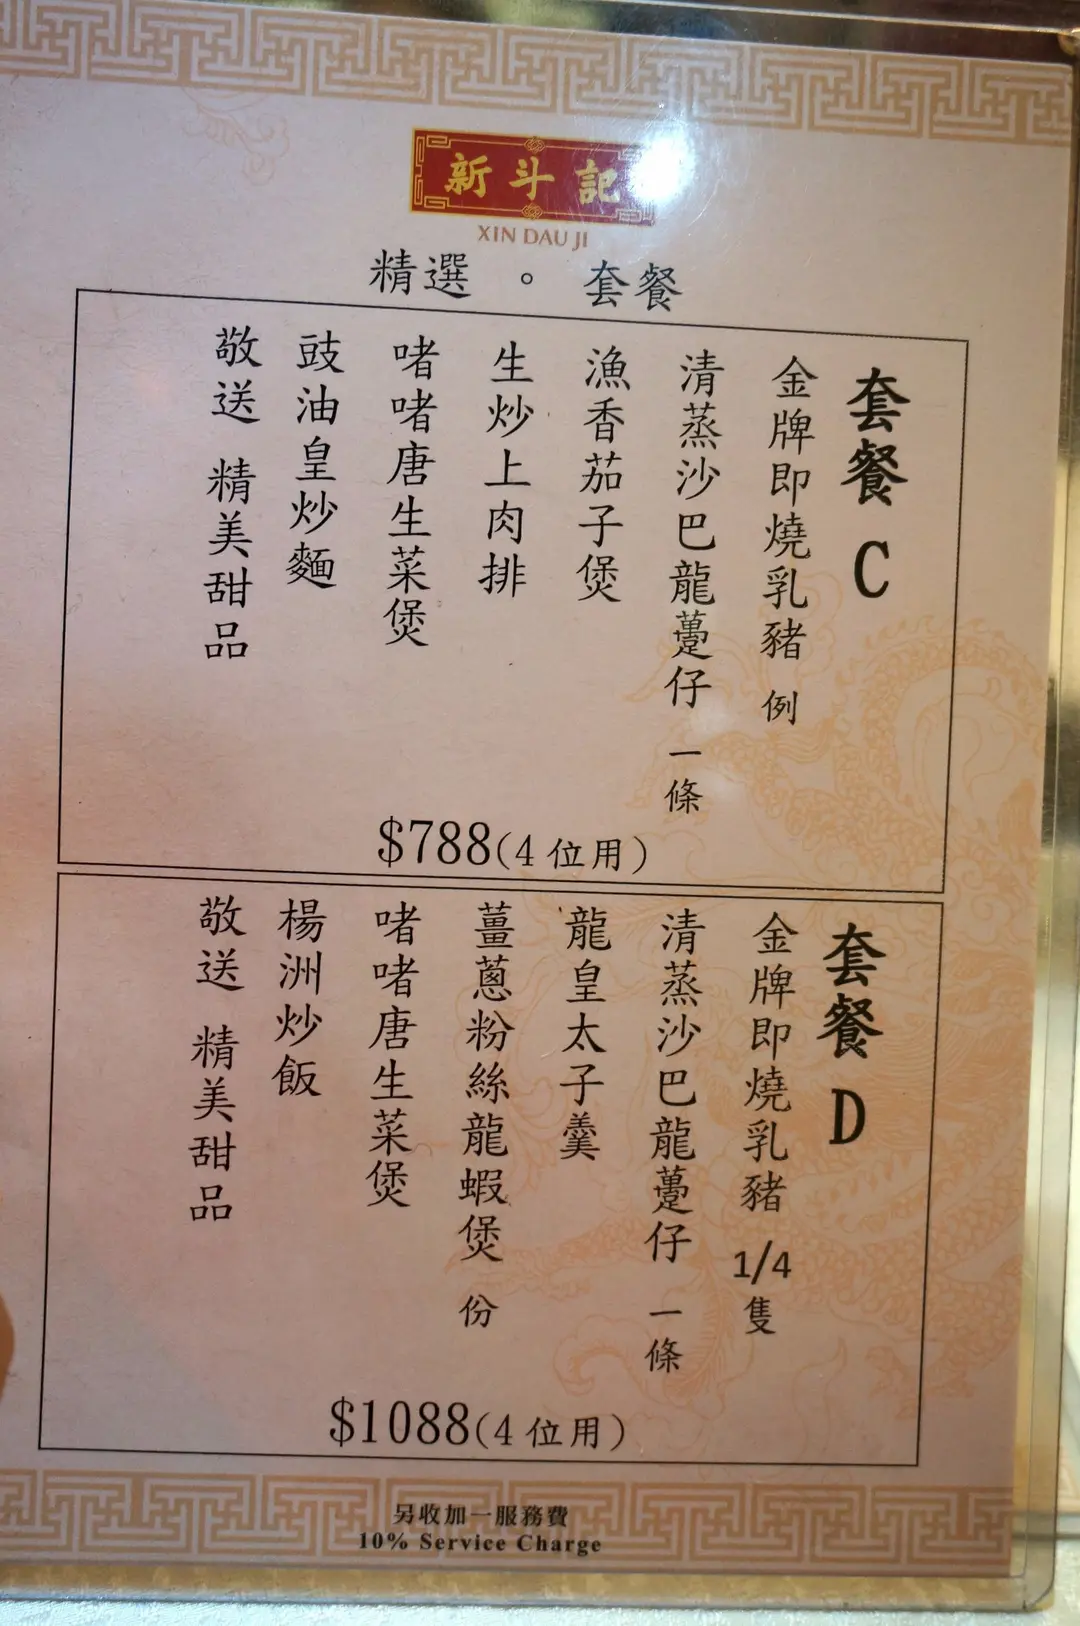 新斗記
XIN DAU JI
精選。套餐
套餐 C
金牌即燒乳豬 例
清蒸沙巴龍躉仔 一條
漁香茄子煲
生炒上肉排
啫啫唐生菜煲
豉油皇炒麵
敬送 精美甜品
$788(4 位用)
套餐 D
金牌即燒乳豬 1/4 隻
清蒸沙巴龍躉仔 一條
龍皇太子羹
薑蔥粉絲龍蝦煲 份
啫啫唐生菜煲
楊洲炒飯
敬送 精美甜品
$1088(4 位用)
另收加一服務費
10% Service Charge